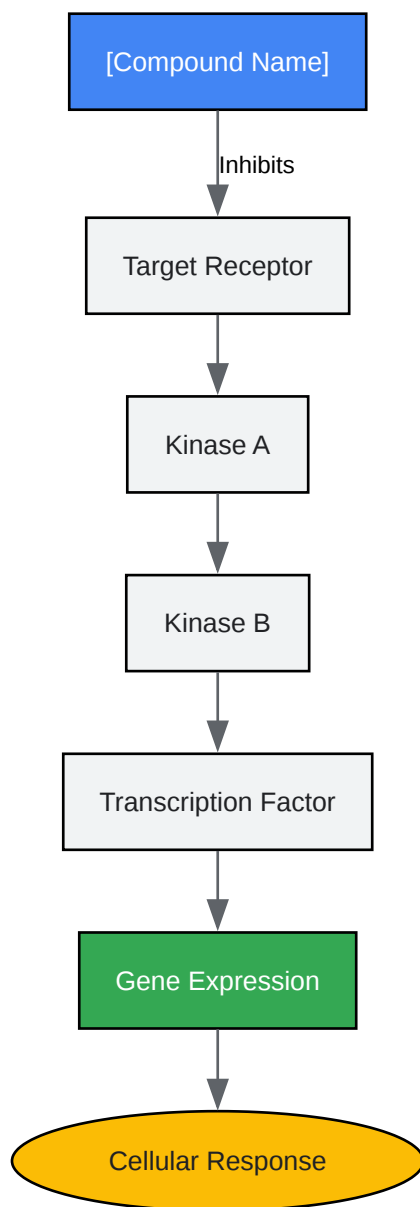 [Compound Name]
Inhibits
Target Receptor
Kinase A
Kinase B
Transcription Factor
Gene Expression
Cellular Response